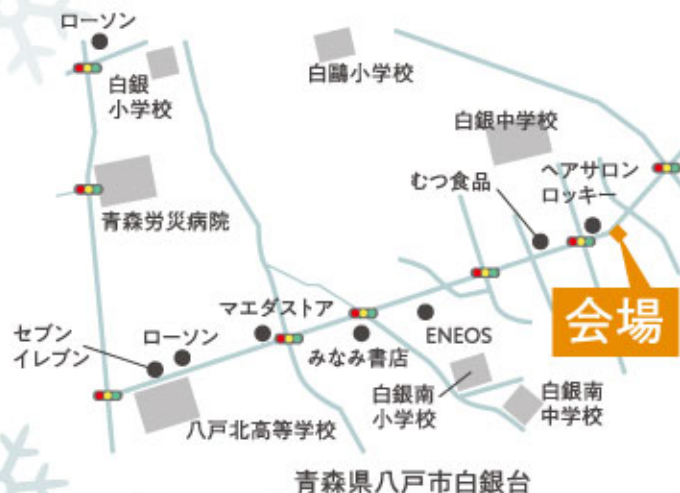 ローソン
白銀
小学校
白鷗小学校
白銀中学校
ヘアサロン
ロッキー
むつ食品
青森労災病院
会場
マエダストア
セブン
イレブン
ローソン
みなみ書店
ENEOS
白銀南
小学校
白銀南
中学校
八戸北高等学校
青森県八戸市白銀台